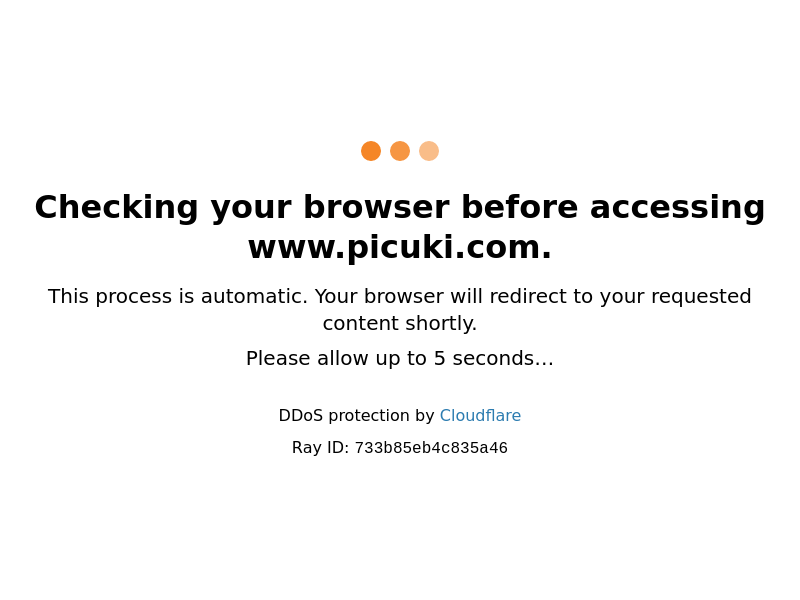 Checking your browser before accessing
www.picuki.com.
This process is automatic. Your browser will redirect to your requested
content shortly.
Please allow up to 5 seconds…
DDoS protection by Cloudflare
Ray ID: 733b85eb4c835a46